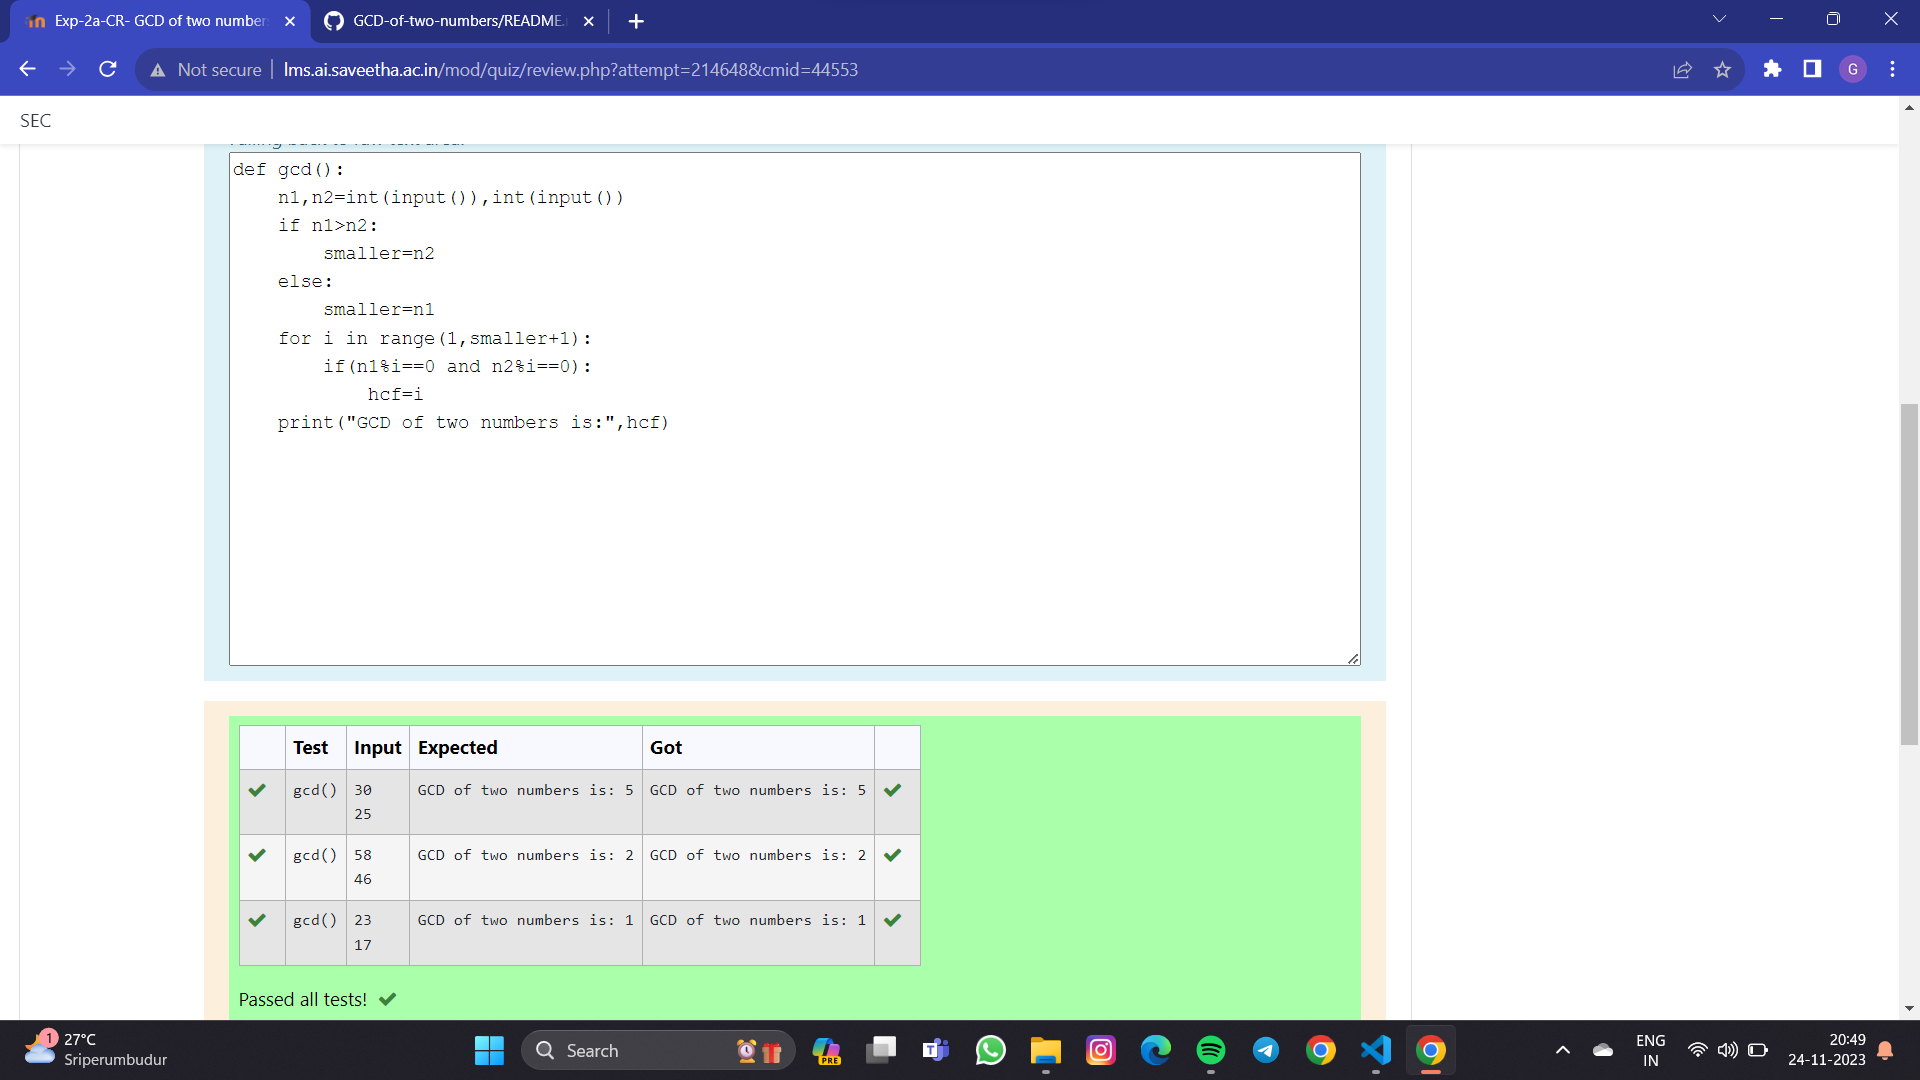 Exp-2a-CR- GCD of two number
GCD-of-two-numbers/README.
Not secure
lms.ai.saveetha.ac.in/mod/quiz/review.php?attempt=214648&cmid=44553
G
SEC
def gcd():
    n1,n2=int(input()),int(input())
    if n1>n2:
        smaller=n2
    else:
        smaller=n1
    for i in range(1,smaller+1):
        if(n1%i==0 and n2%i==0):
            hcf=i
    print("GCD of two numbers is:",hcf)
Test Input Expected Got
gcd() 30 GCD of two numbers is: 5 GCD of two numbers is: 5
25
gcd() 58 GCD of two numbers is: 2 GCD of two numbers is: 2
46
gcd() 23 GCD of two numbers is: 1 GCD of two numbers is: 1
17
Passed all tests!
1
27°C
Sriperumbudur
Search
PRE
ENG
IN
20:49
24-11-2023